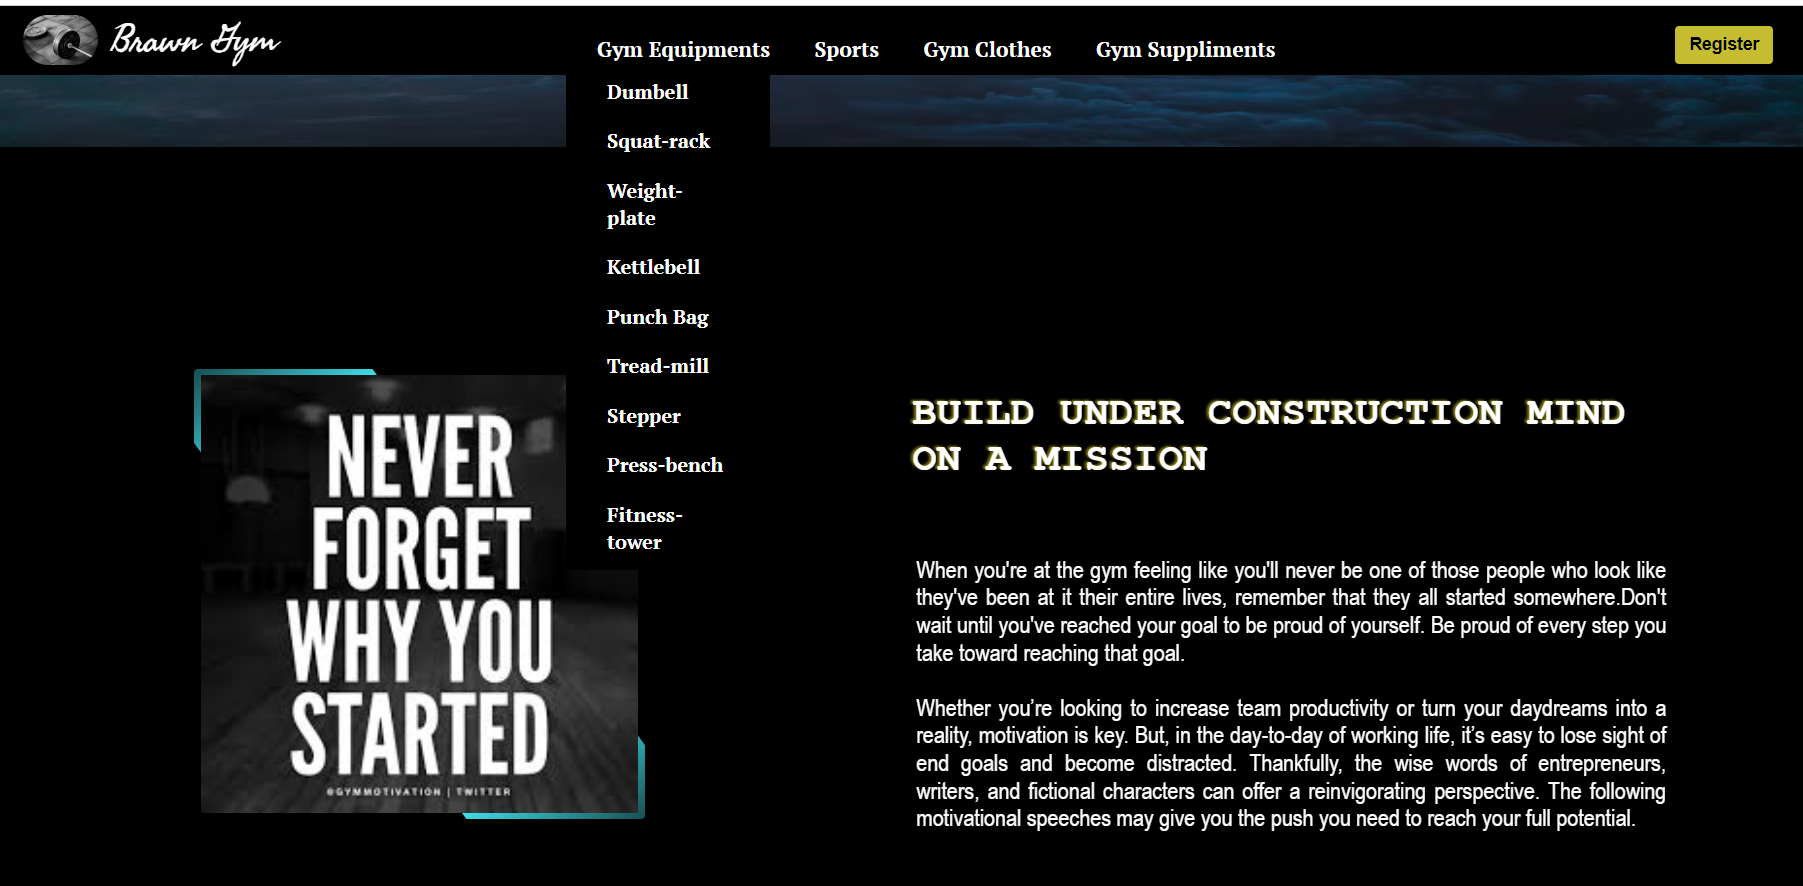 Brawn Gym
Gym Equipments
Sports
Gym Clothes
Gym Suppliments
Register
Dumbell
Squat-rack
Weight-
plate
Kettlebell
Punch Bag
Tread-mill
Stepper
Press-bench
Fitness-
tower
NEVER
FORGET
WHY YOU
STARTED
@GYMMOTIVATION | TWITTER
BUILD UNDER CONSTRUCTION MIND
ON A MISSION
When you're at the gym feeling like you'll never be one of those people who look like
they've been at it their entire lives, remember that they all started somewhere.Don't
wait until you've reached your goal to be proud of yourself. Be proud of every step you
take toward reaching that goal.
Whether you’re looking to increase team productivity or turn your daydreams into a
reality, motivation is key. But, in the day-to-day of working life, it’s easy to lose sight of
end goals and become distracted. Thankfully, the wise words of entrepreneurs,
writers, and fictional characters can offer a reinvigorating perspective. The following
motivational speeches may give you the push you need to reach your full potential.